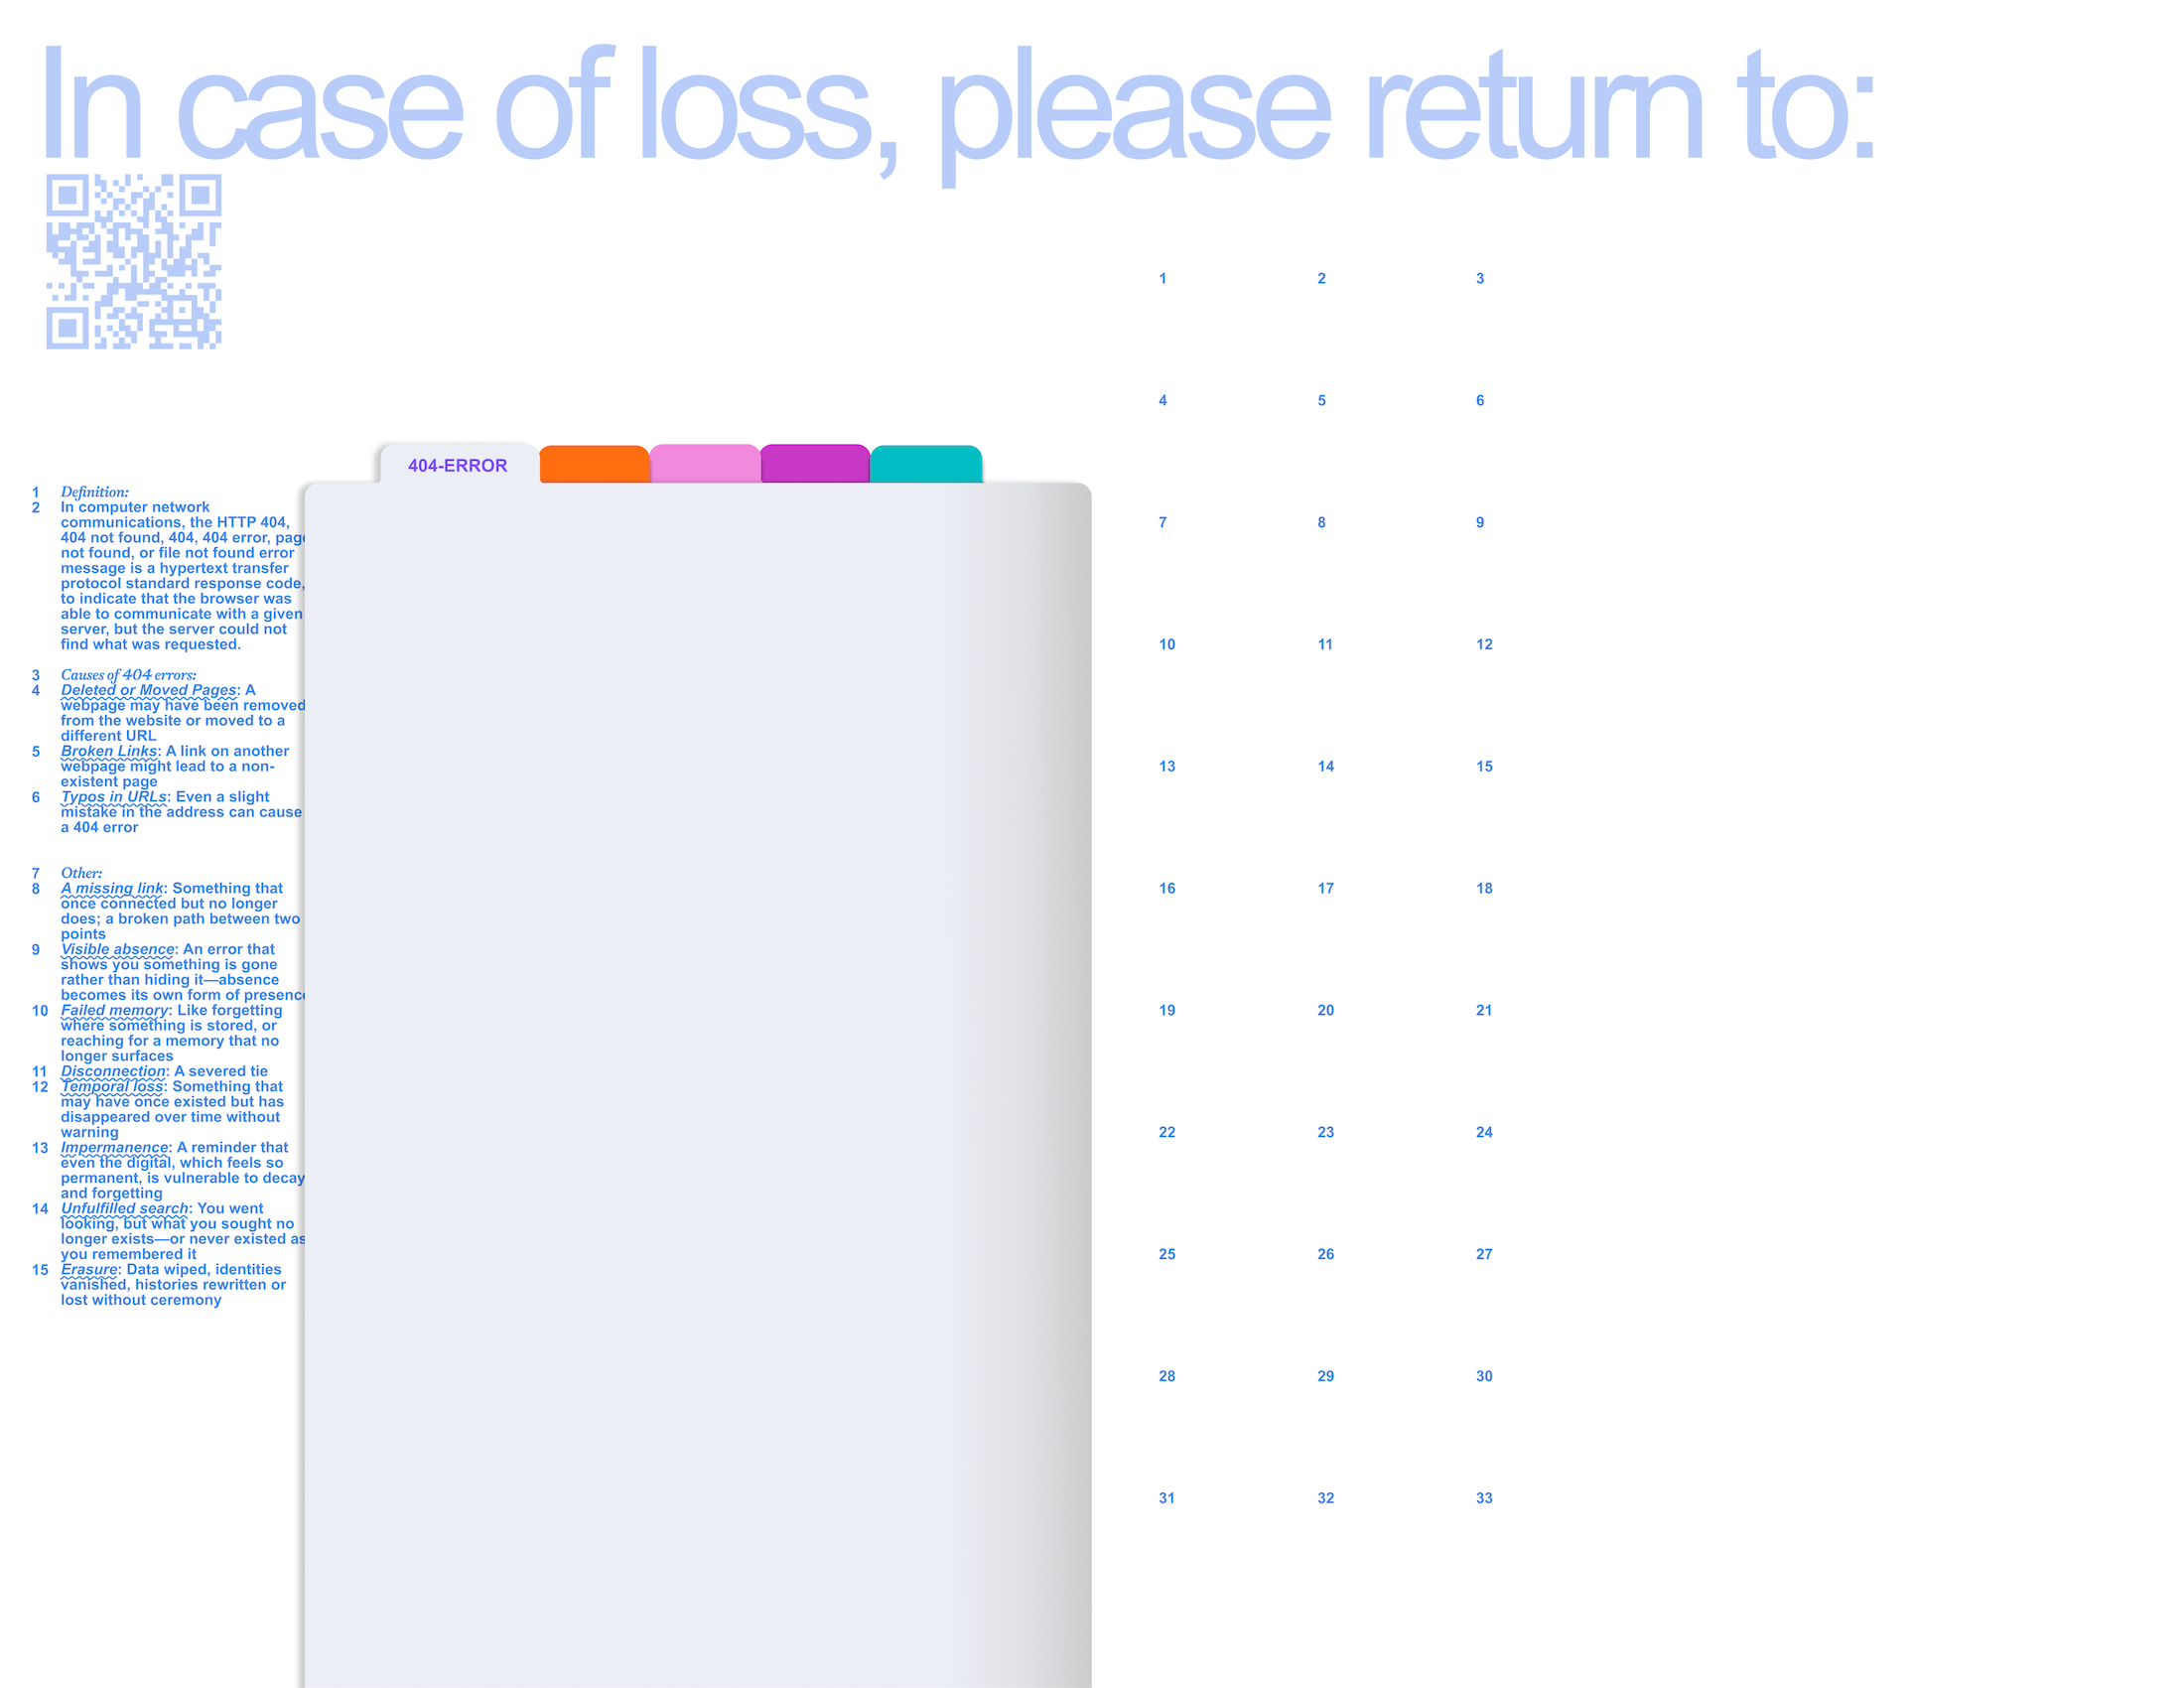 In case of loss, please return to:
404-ERROR
1 Definition:
2 In computer network
communications, the HTTP 404,
404 not found, 404, 404 error, page
not found, or file not found error
message is a hypertext transfer
protocol standard response code,
to indicate that the browser was
able to communicate with a given
server, but the server could not
find what was requested.
3 Causes of 404 errors:
4 Deleted or Moved Pages: A
webpage may have been removed
from the website or moved to a
different URL
5 Broken Links: A link on another
webpage might lead to a non-
existent page
6 Typos in URLs: Even a slight
mistake in the address can cause
a 404 error
7 Other:
8 A missing link: Something that
once connected but no longer
does; a broken path between two
points
9 Visible absence: An error that
shows you something is gone
rather than hiding it—absence
becomes its own form of presence
10 Failed memory: Like forgetting
where something is stored, or
reaching for a memory that no
longer surfaces
11 Disconnection: A severed tie
12 Temporal loss: Something that
may have once existed but has
disappeared over time without
warning
13 Impermanence: A reminder that
even the digital, which feels so
permanent, is vulnerable to decay
and forgetting
14 Unfulfilled search: You went
looking, but what you sought no
longer exists—or never existed as
you remembered it
15 Erasure: Data wiped, identities
vanished, histories rewritten or
lost without ceremony
1 2 3
4 5 6
7 8 9
10 11 12
13 14 15
16 17 18
19 20 21
22 23 24
25 26 27
28 29 30
31 32 33